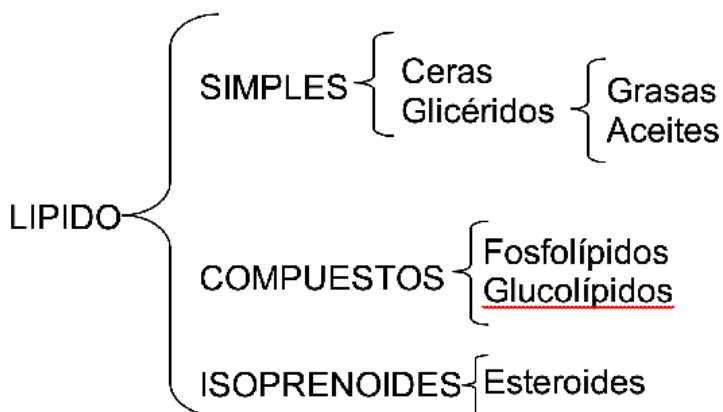 LIPIDO
SIMPLES
Ceras
Glicéridos
Grasas
Aceites
COMPUESTOS
Fosfolípidos
Glucolípidos
ISOPRENOIDES
Esteroides